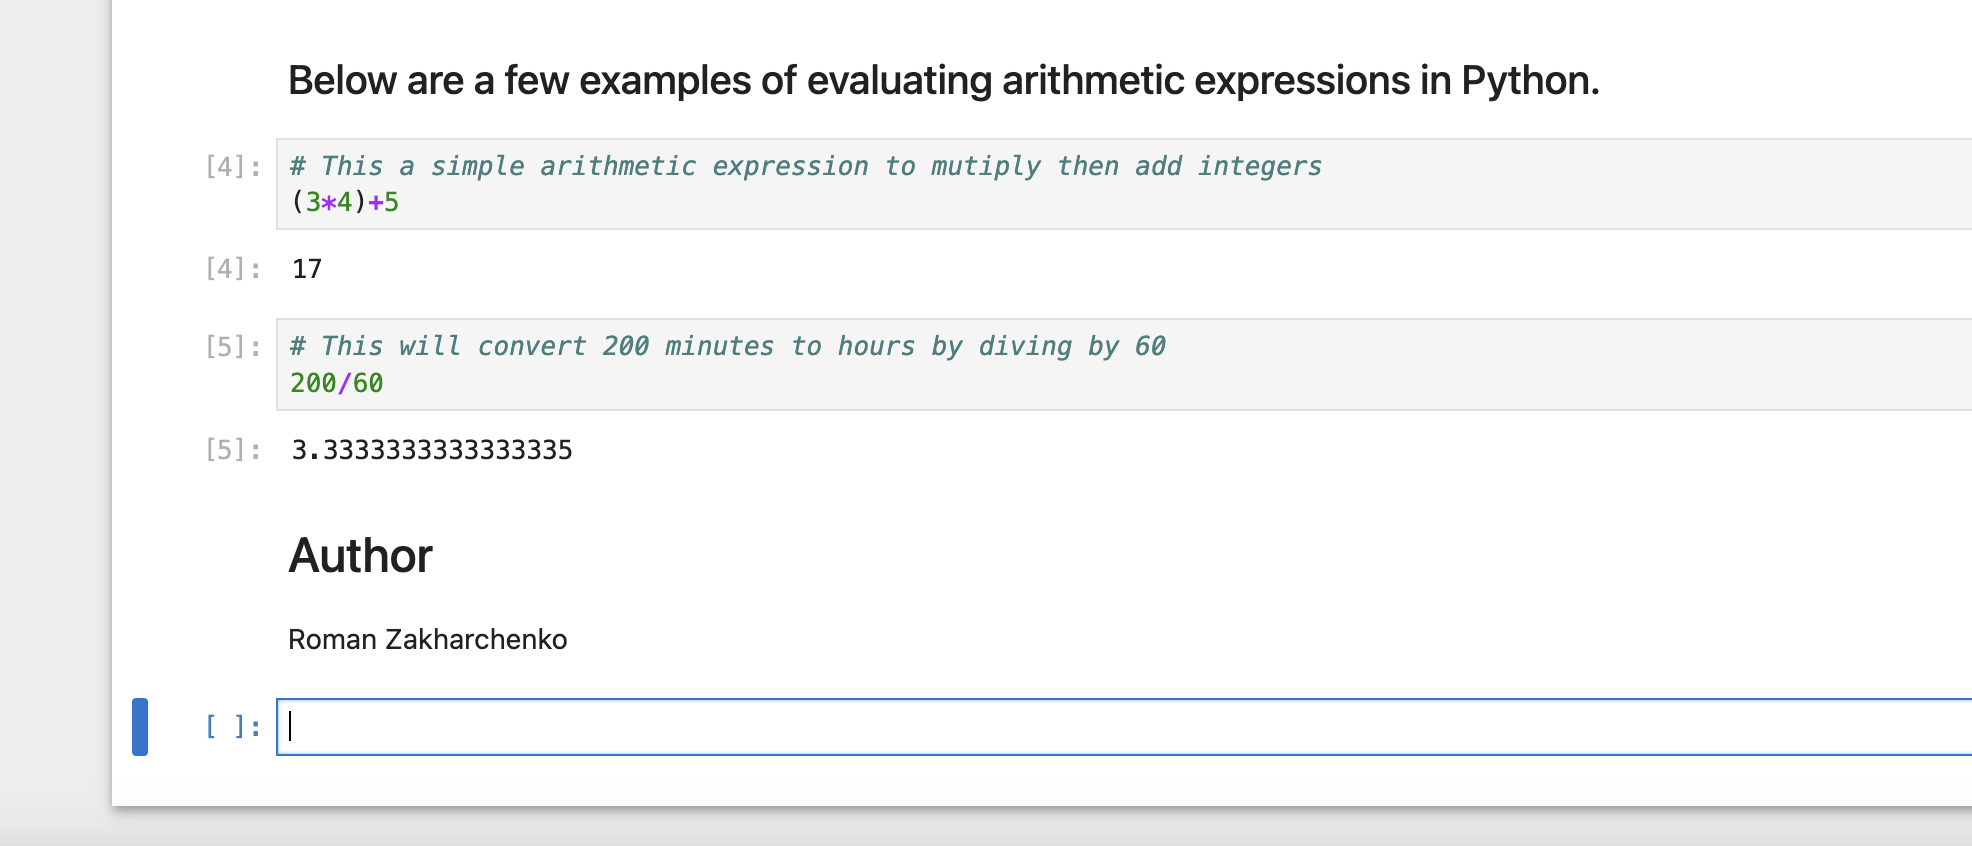 Below are a few examples of evaluating arithmetic expressions in Python.
[4]: # This a simple arithmetic expression to mutiply then add integers
(3*4)+5
[4]: 17
[5]: # This will convert 200 minutes to hours by diving by 60
200/60
[5]: 3.3333333333333335
Author
Roman Zakharchenko
[ ]: